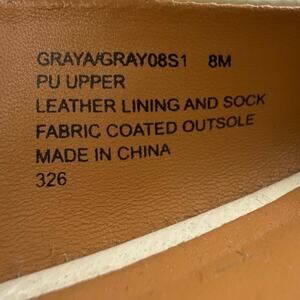 GRAYA/GRAY08S1 8M
PU UPPER
LEATHER LINING AND SOCK
FABRIC COATED OUTSOLE
MADE IN CHINA
326